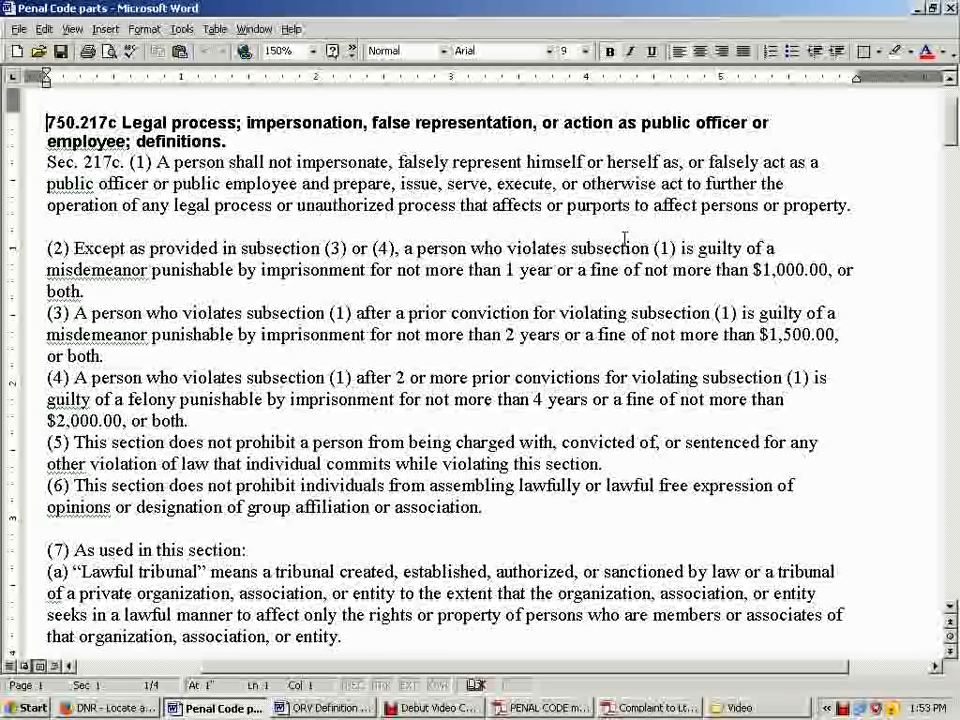 Penal Code parts - Microsoft Word
File Edit View Insert Format Tools Table Window Help
150% Normal Arial 9 B I U A
1 2 3 4 5
750.217c Legal process; impersonation, false representation, or action as public officer or
employee; definitions.
Sec. 217c. (1) A person shall not impersonate, falsely represent himself or herself as, or falsely act as a
public officer or public employee and prepare, issue, serve, execute, or otherwise act to further the
operation of any legal process or unauthorized process that affects or purports to affect persons or property.
(2) Except as provided in subsection (3) or (4), a person who violates subsection (1) is guilty of a
misdemeanor punishable by imprisonment for not more than 1 year or a fine of not more than $1,000.00, or
both.
(3) A person who violates subsection (1) after a prior conviction for violating subsection (1) is guilty of a
misdemeanor punishable by imprisonment for not more than 2 years or a fine of not more than $1,500.00,
or both.
(4) A person who violates subsection (1) after 2 or more prior convictions for violating subsection (1) is
guilty of a felony punishable by imprisonment for not more than 4 years or a fine of not more than
$2,000.00, or both.
(5) This section does not prohibit a person from being charged with, convicted of, or sentenced for any
other violation of law that individual commits while violating this section.
(6) This section does not prohibit individuals from assembling lawfully or lawful free expression of
opinions or designation of group affiliation or association.
(7) As used in this section:
(a) “Lawful tribunal” means a tribunal created, established, authorized, or sanctioned by law or a tribunal
of a private organization, association, or entity to the extent that the organization, association, or entity
seeks in a lawful manner to affect only the rights or property of persons who are members or associates of
that organization, association, or entity.
Page 1 Sec 1 1/4 At 1" Ln 1 Col 1 REC TRK EXT OVR
Start DNR - Locate a... Penal Code p... ORV Definition ... Debut Video C... PENAL CODE m... Complaint to Lt... Video « 1:53 PM